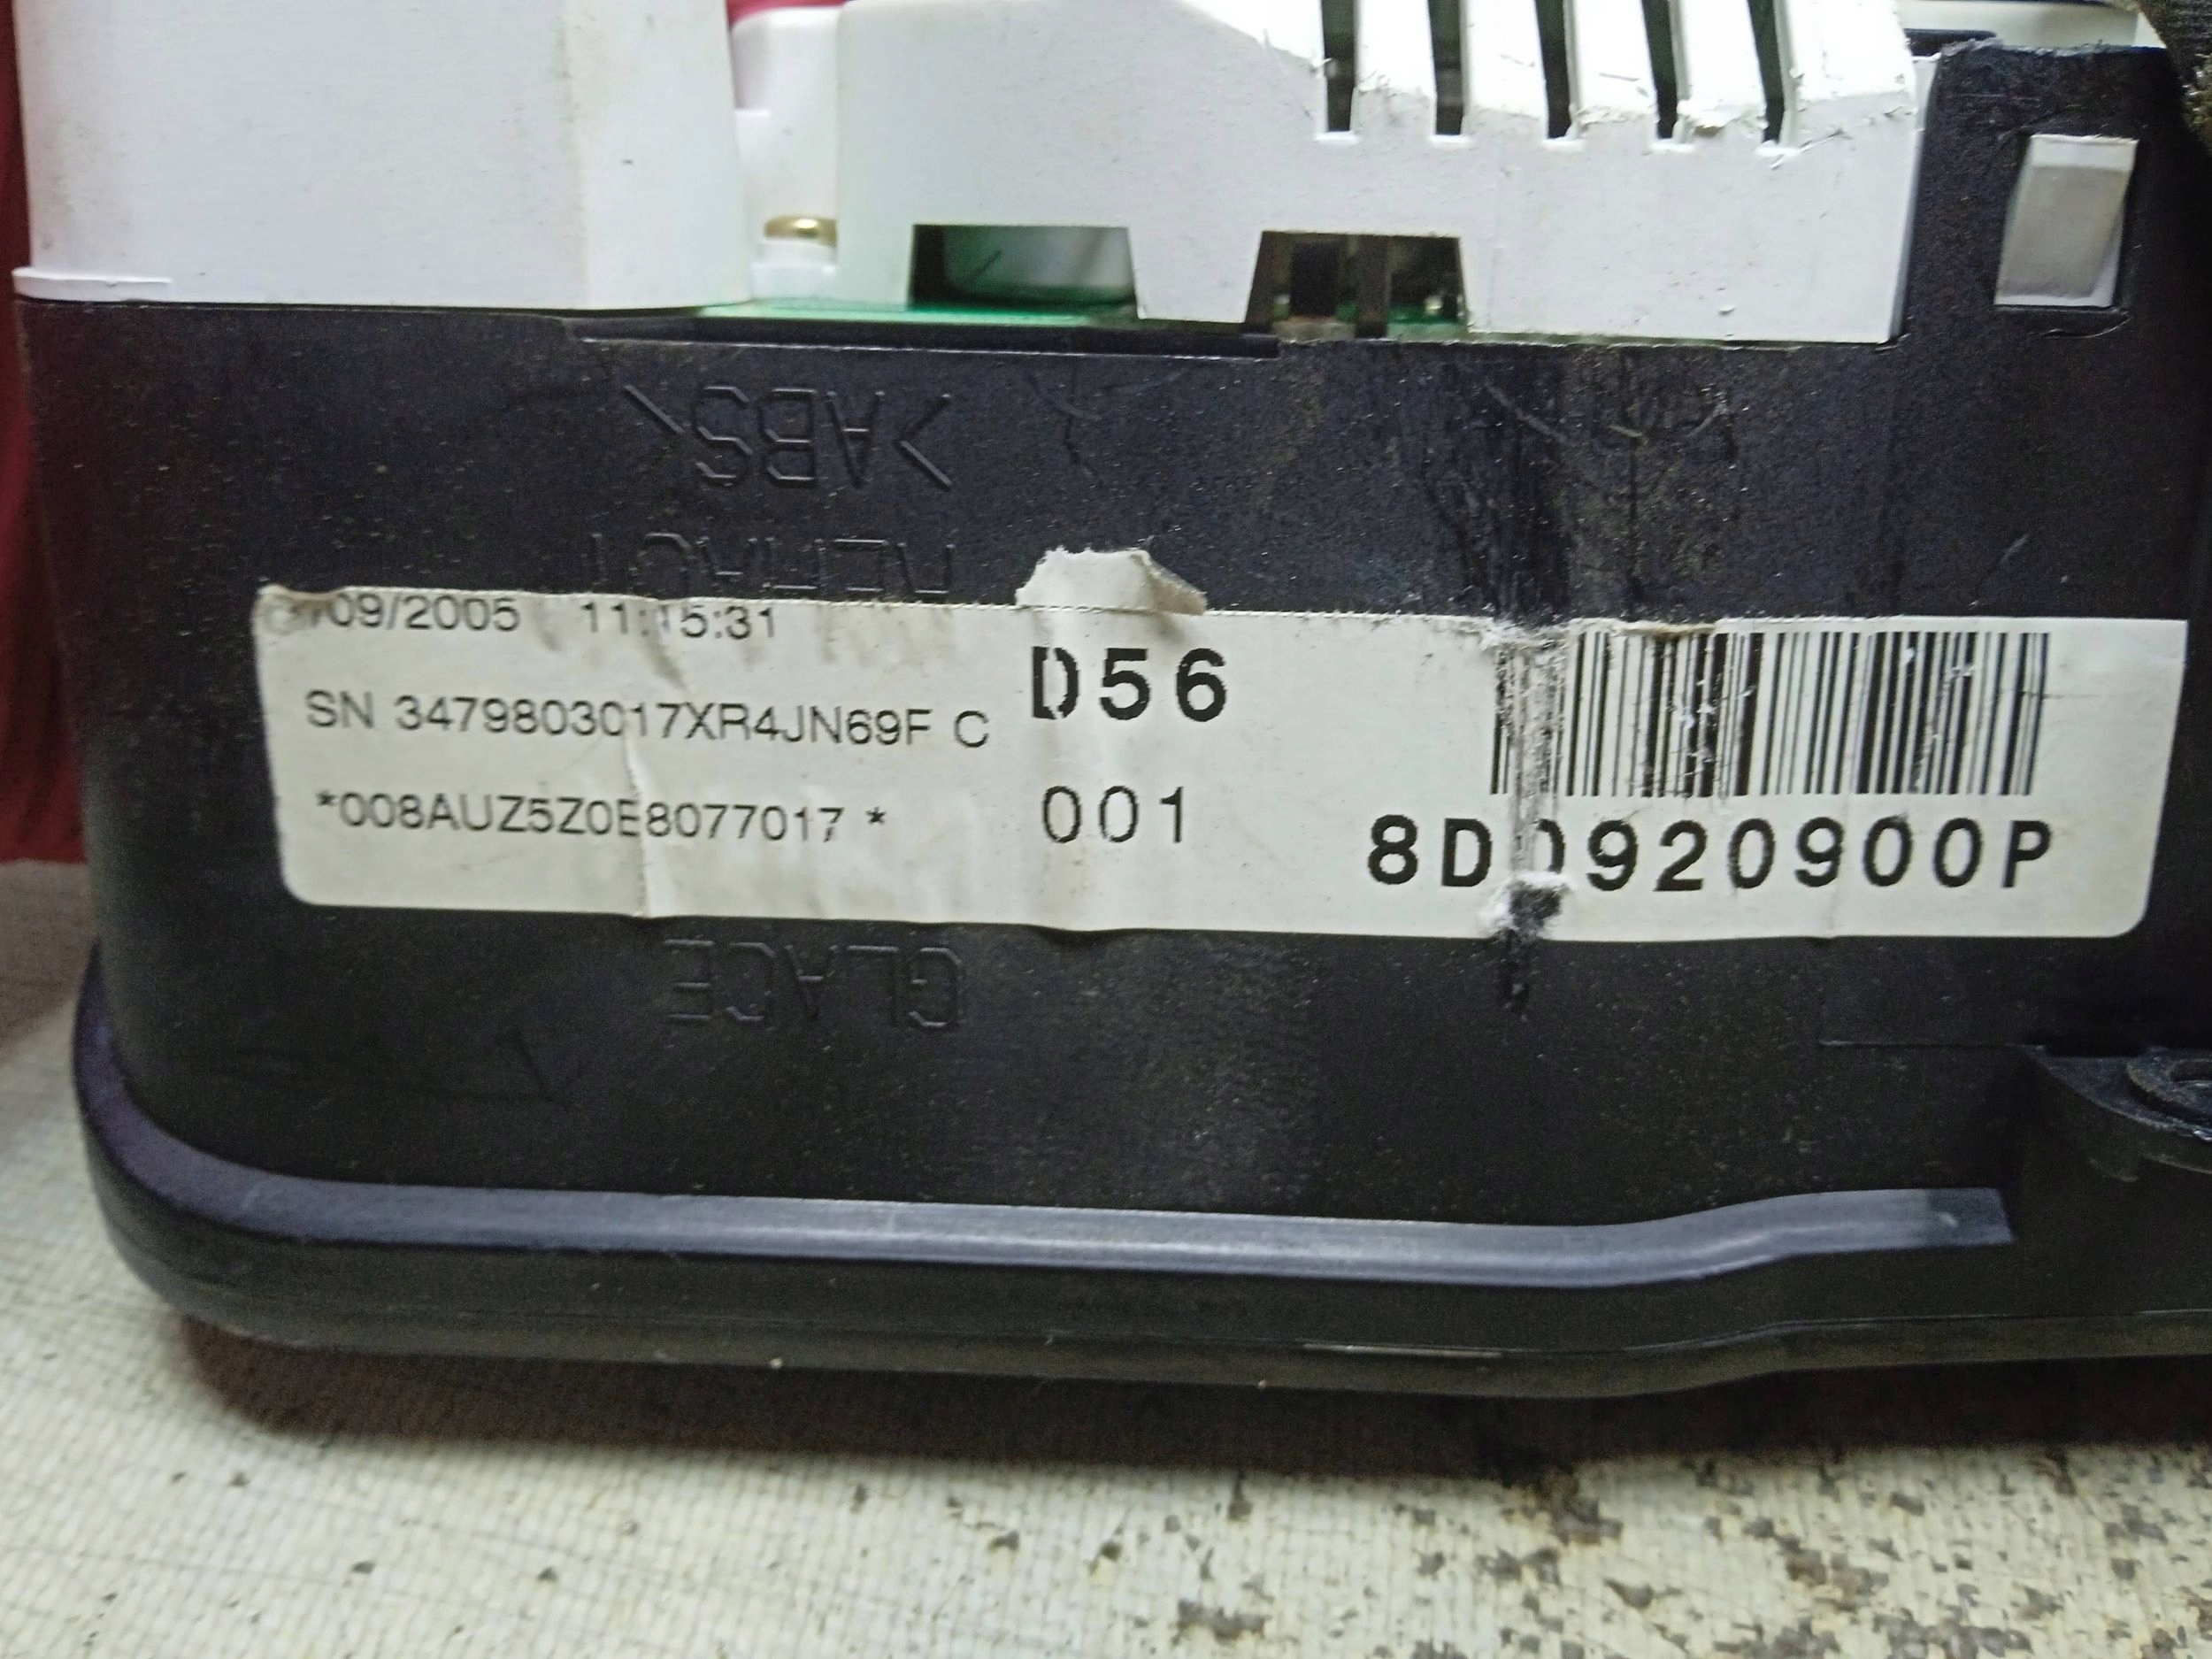 >ABS<
/09/2005 11:15:31
SN 3479803017XR4JN69F C
D56
*008AUZ5Z0E8077017 *
001
8D0920900P
GLACE